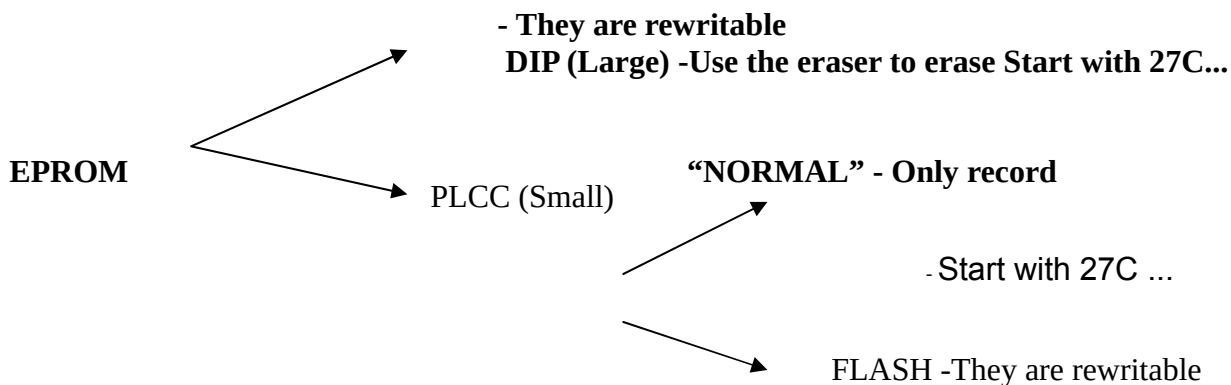 - They are rewritable
DIP (Large) -Use the eraser to erase Start with 27C...
EPROM
PLCC (Small)
“NORMAL” - Only record
- Start with 27C ...
FLASH -They are rewritable